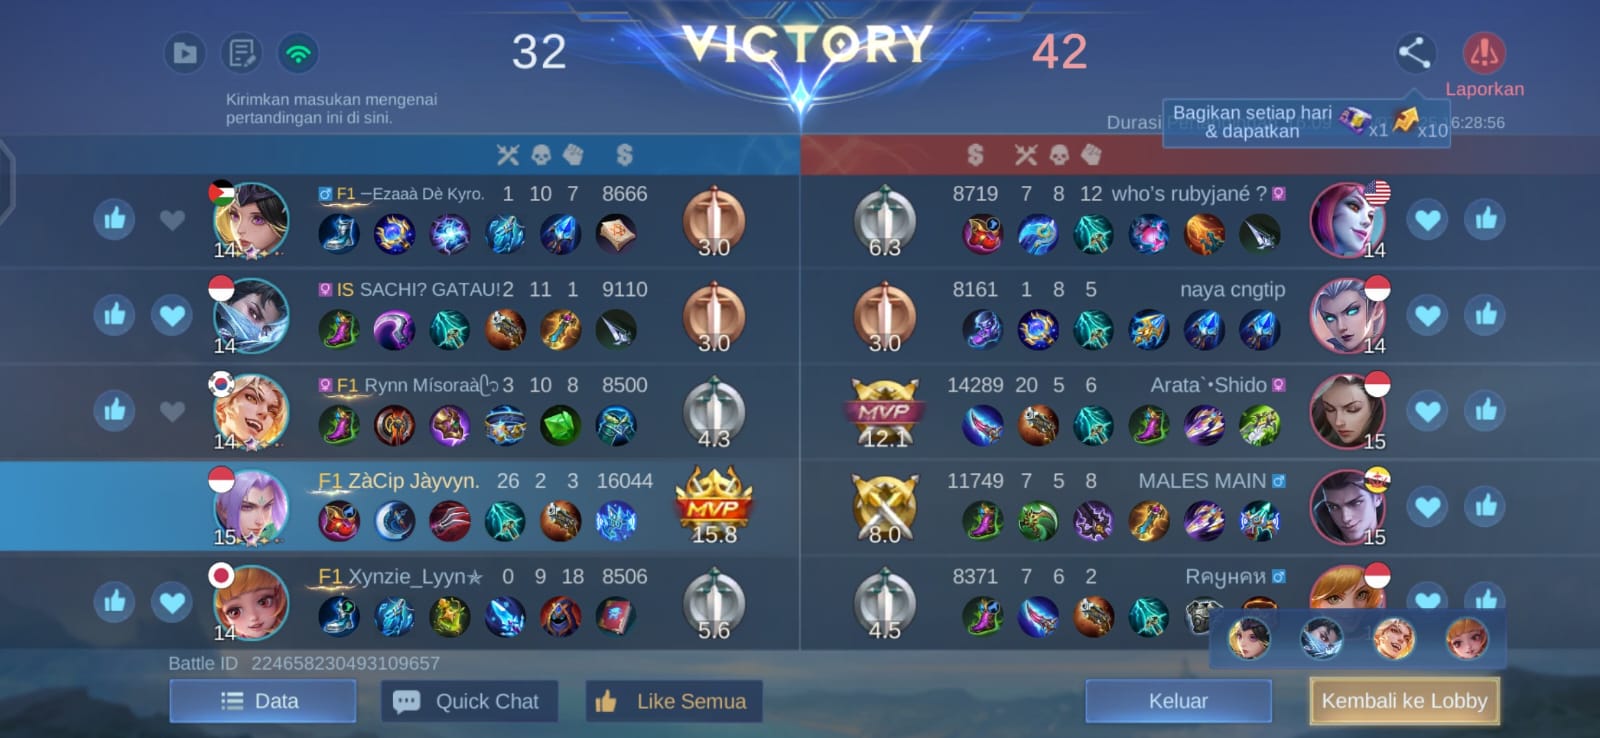 32 VICTORY 42
Laporkan
Kirimkan masukan mengenai
pertandingan ini di sini.
Bagikan setiap hari
& dapatkan x1 x10
Durasi 6:28:56
F1 –Ezaaà Dè Kyro. 1 10 7 8666
14 3.0
8719 7 8 12 who's rubyjané ?
6.3 14
IS SACHI? GATAU! 2 11 1 9110
14 3.0
8161 1 8 5 naya cngtip
3.0 14
F1 Rynn Mísoraà 3 10 8 8500
14 4.3
14289 20 5 6 Arata`•Shido
MVP
12.1 15
F1 ZàCip Jàyvyn. 26 2 3 16044
MVP
15 15.8
11749 7 5 8 MALES MAIN
8.0 15
F1 Xynzie_Lyyn✯ 0 9 18 8506
14 5.6
8371 7 6 2 Rคyнคн
4.5
Battle ID 224658230493109657
Data Quick Chat Like Semua Keluar Kembali ke Lobby